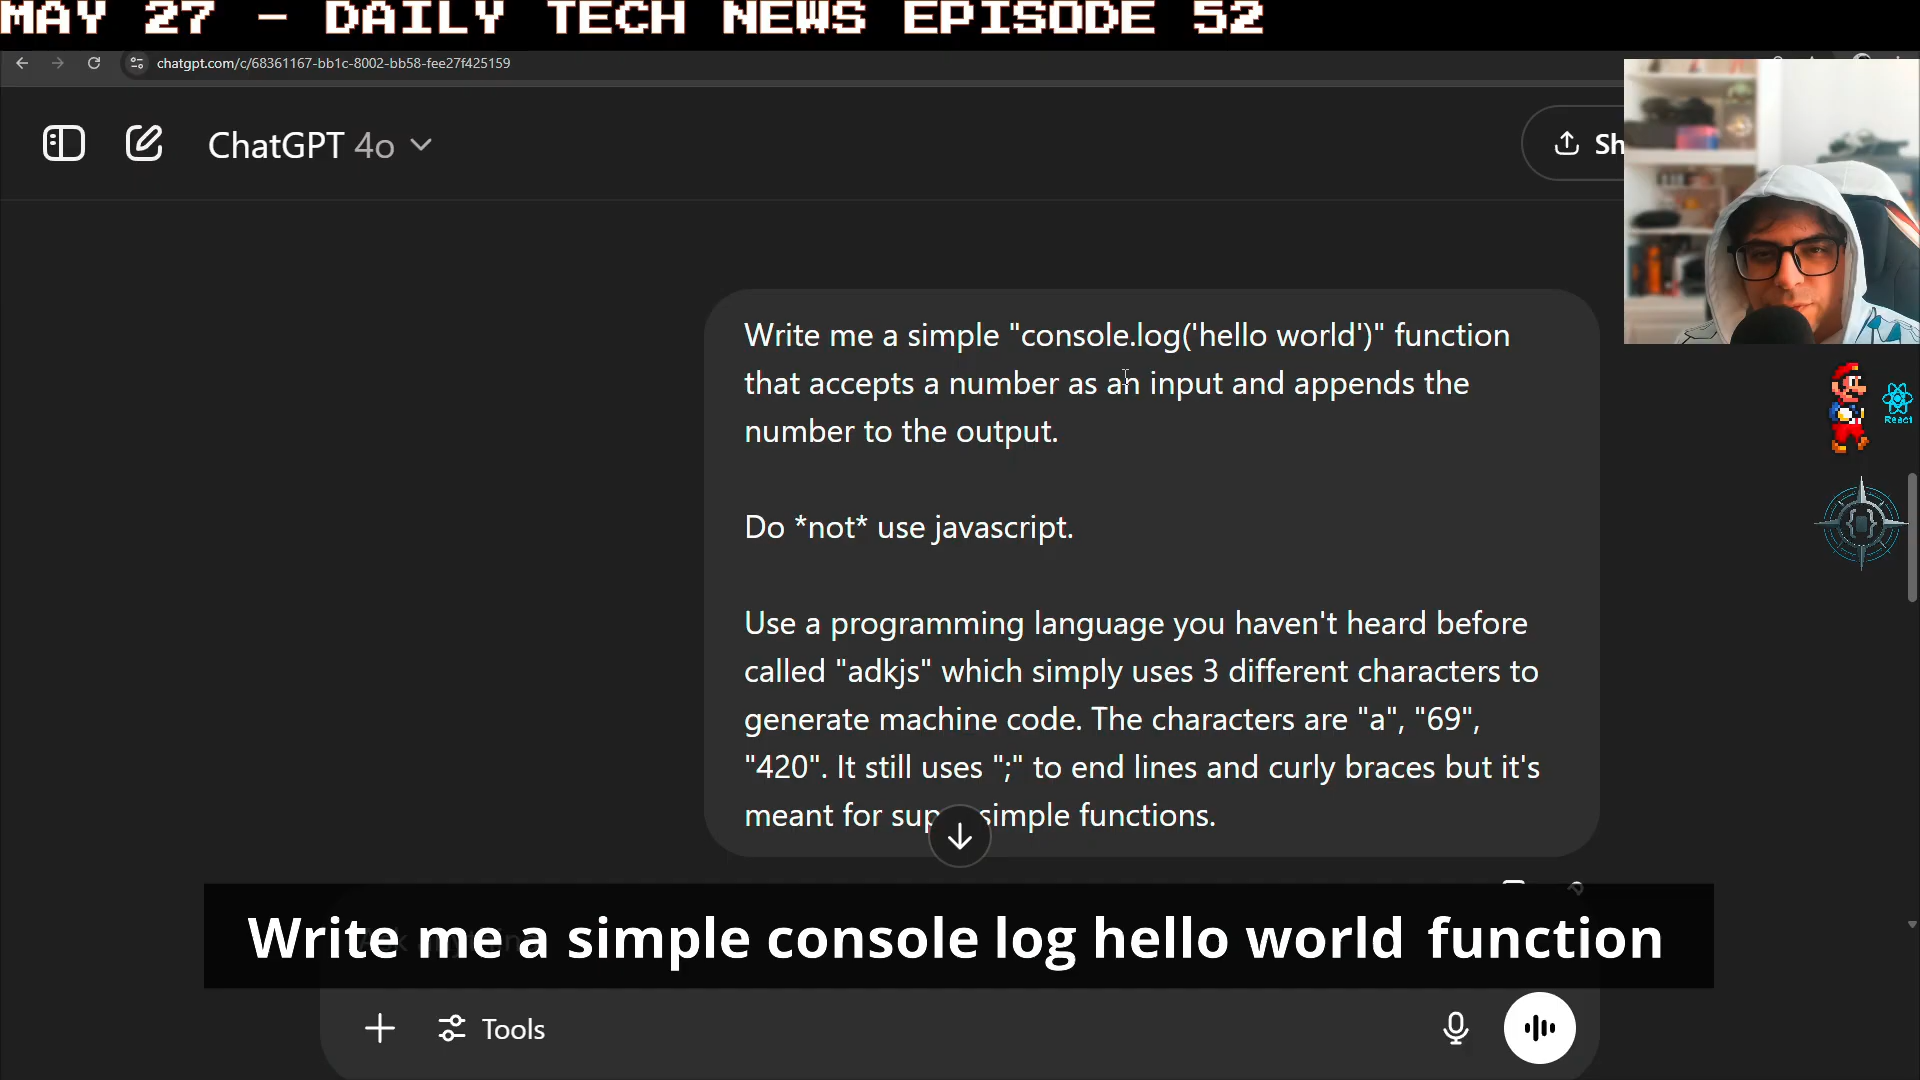 MAY 27 - DAILY TECH NEWS EPISODE 52
chatgpt.com/c/68361167-bb1c-8002-bb58-fee27f425159
ChatGPT 4o
Sh
Write me a simple "console.log('hello world')" function
that accepts a number as an input and appends the
number to the output.
Do *not* use javascript.
Use a programming language you haven't heard before
called "adkjs" which simply uses 3 different characters to
generate machine code. The characters are "a", "69",
"420". It still uses ";" to end lines and curly braces but it's
meant for sup simple functions.
React
Write me a simple console log hello world function
Tools